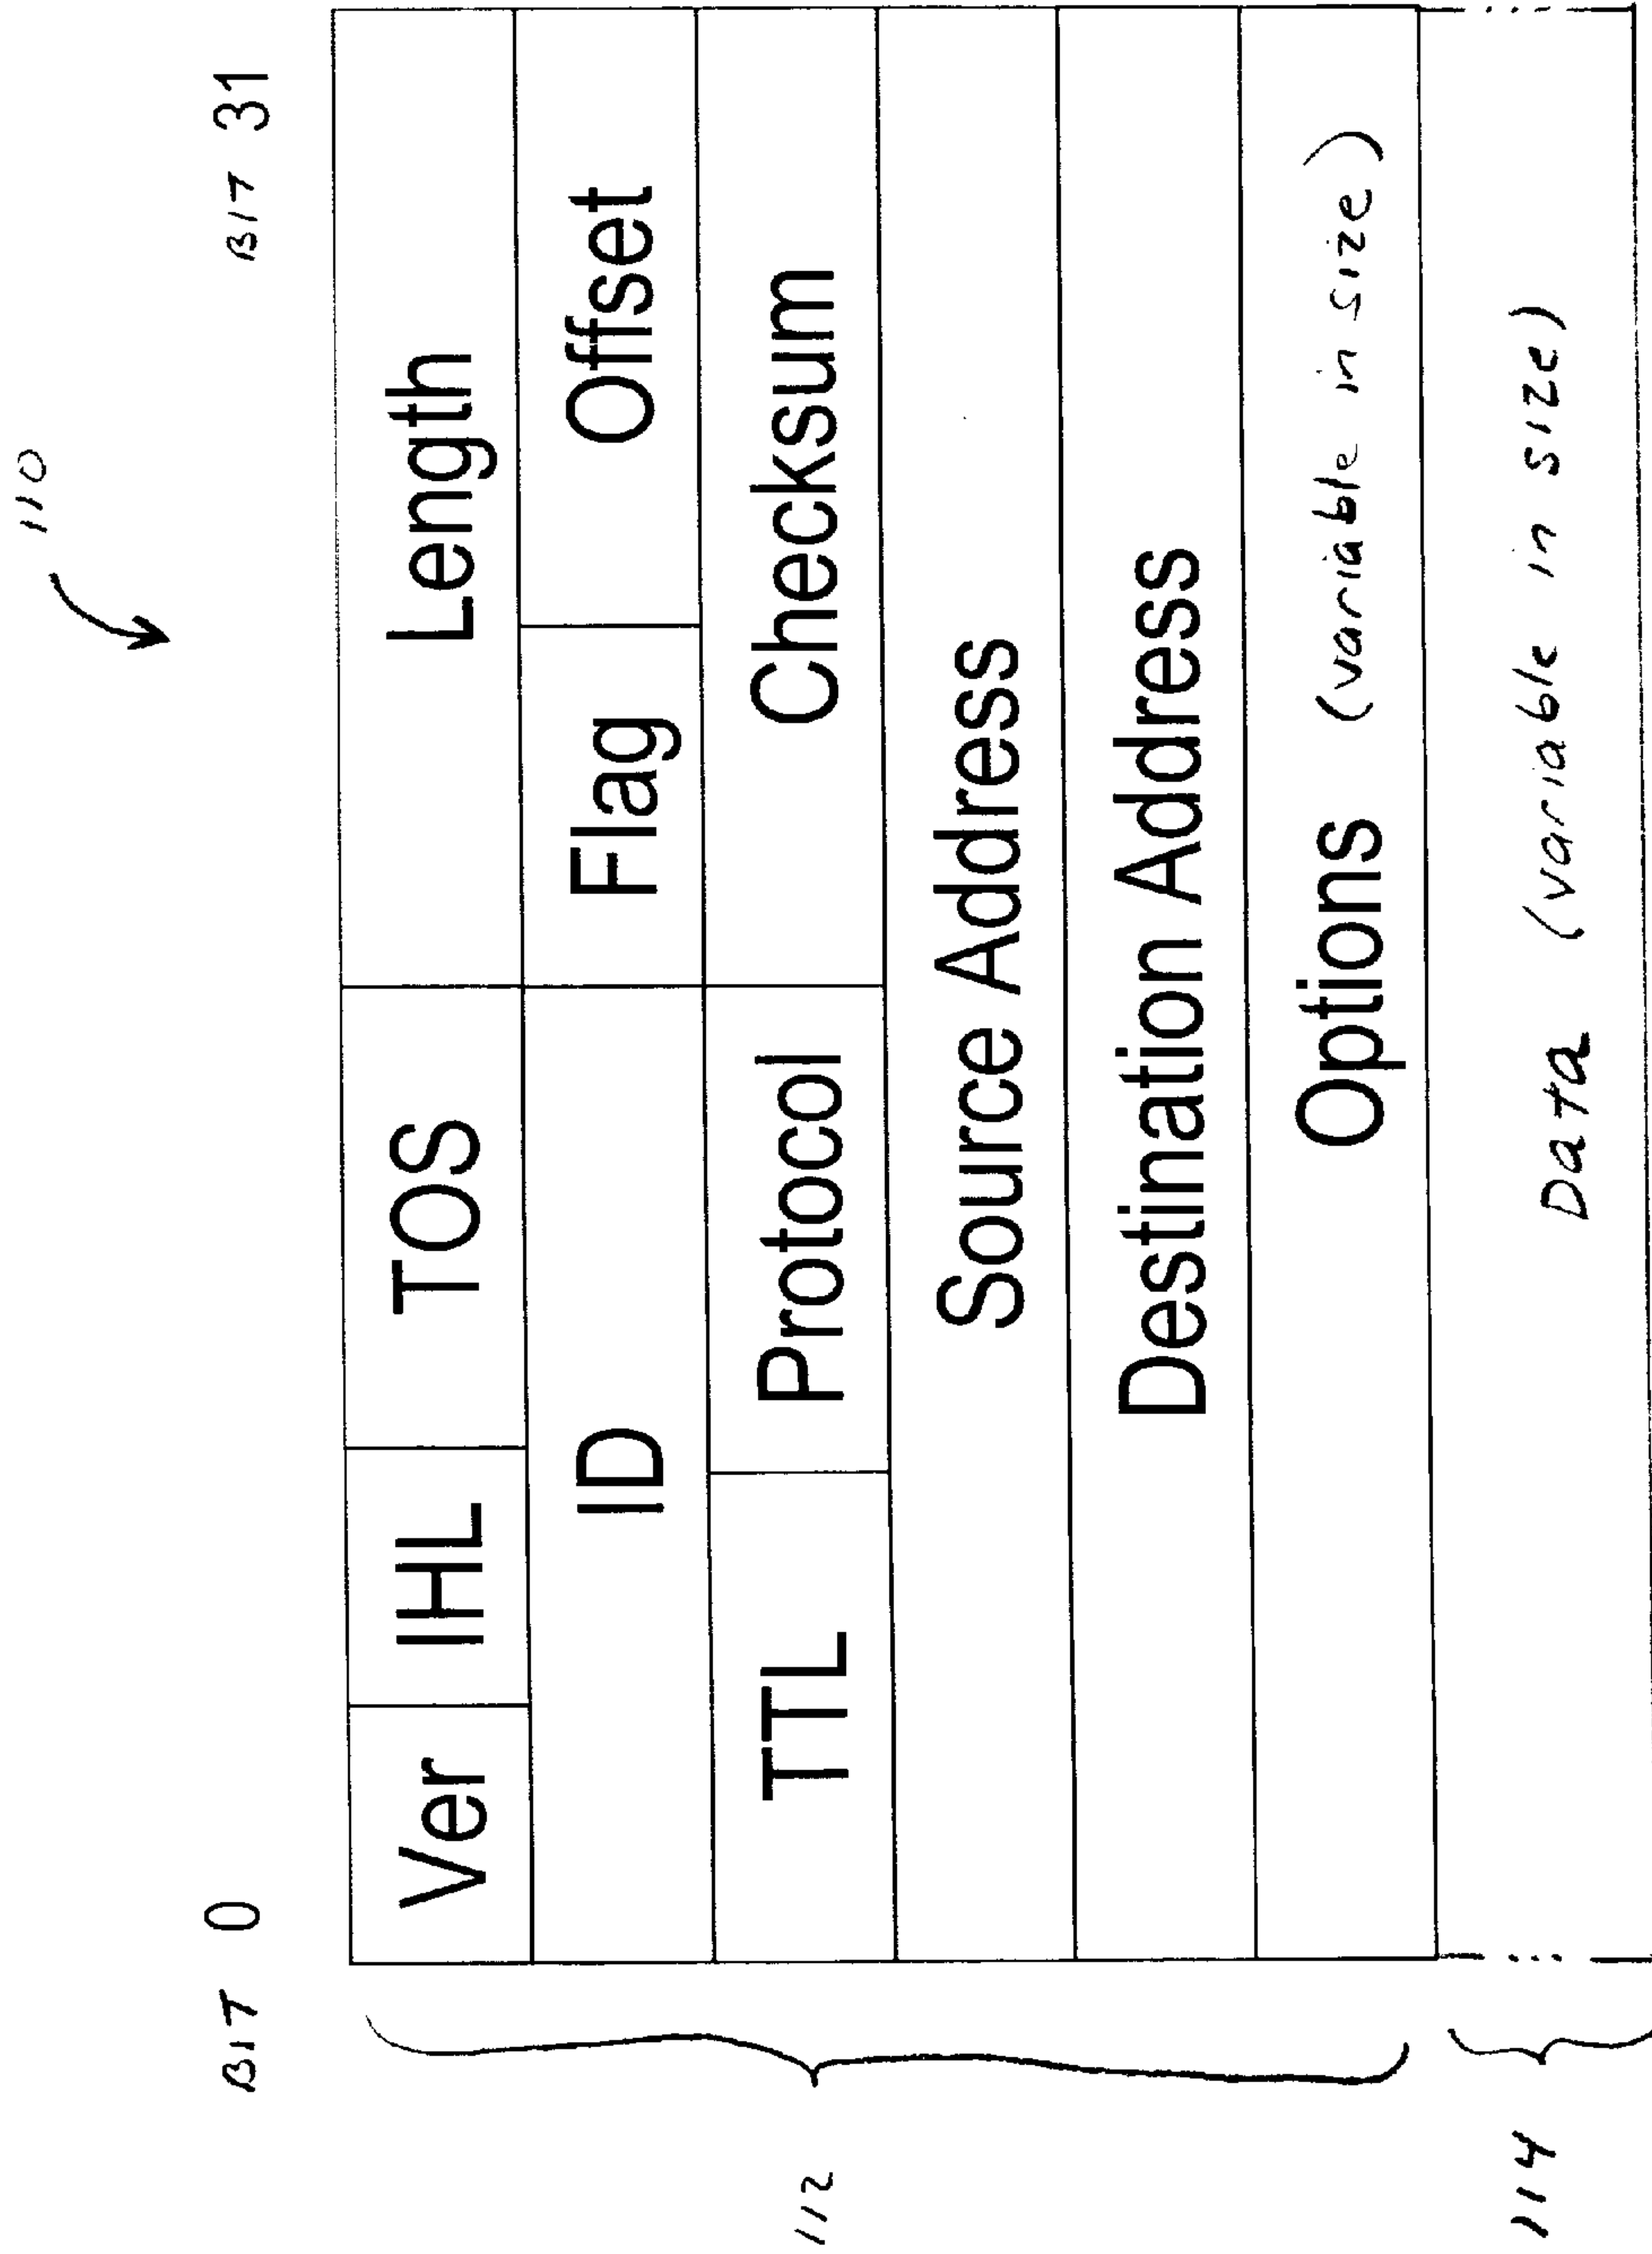 110
BIT 0 BIT 31
Ver IHL TOS Length
ID Flag Offset
TTL Protocol Checksum
Source Address
Destination Address
Options (variable in size)
Data (variable in size)
112
114